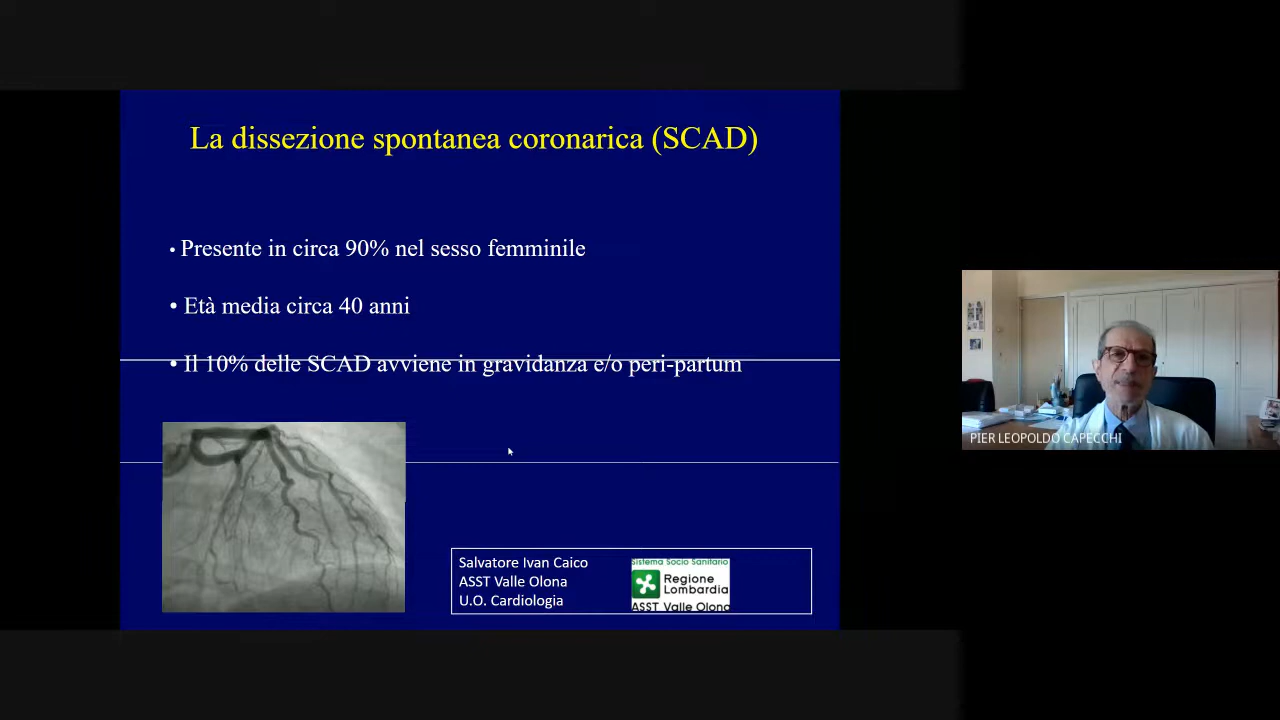 La dissezione spontanea coronarica (SCAD)
• Presente in circa 90% nel sesso femminile
• Età media circa 40 anni
• Il 10% delle SCAD avviene in gravidanza e/o peri-partum
Salvatore Ivan Caico
ASST Valle Olona
U.O. Cardiologia
Sistema Socio Sanitario
Regione
Lombardia
ASST Valle Olona
PIER LEOPOLDO CAPECCHI